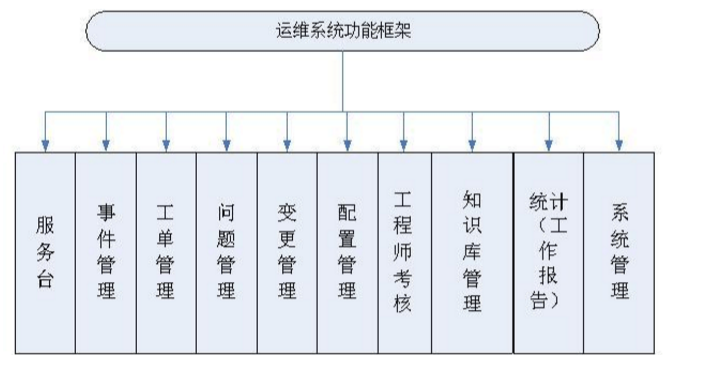 运维系统功能框架
服务台
事件管理
工单管理
问题管理
变更管理
配置管理
工程师考核
知识库管理
统计（工作报告）
系统管理